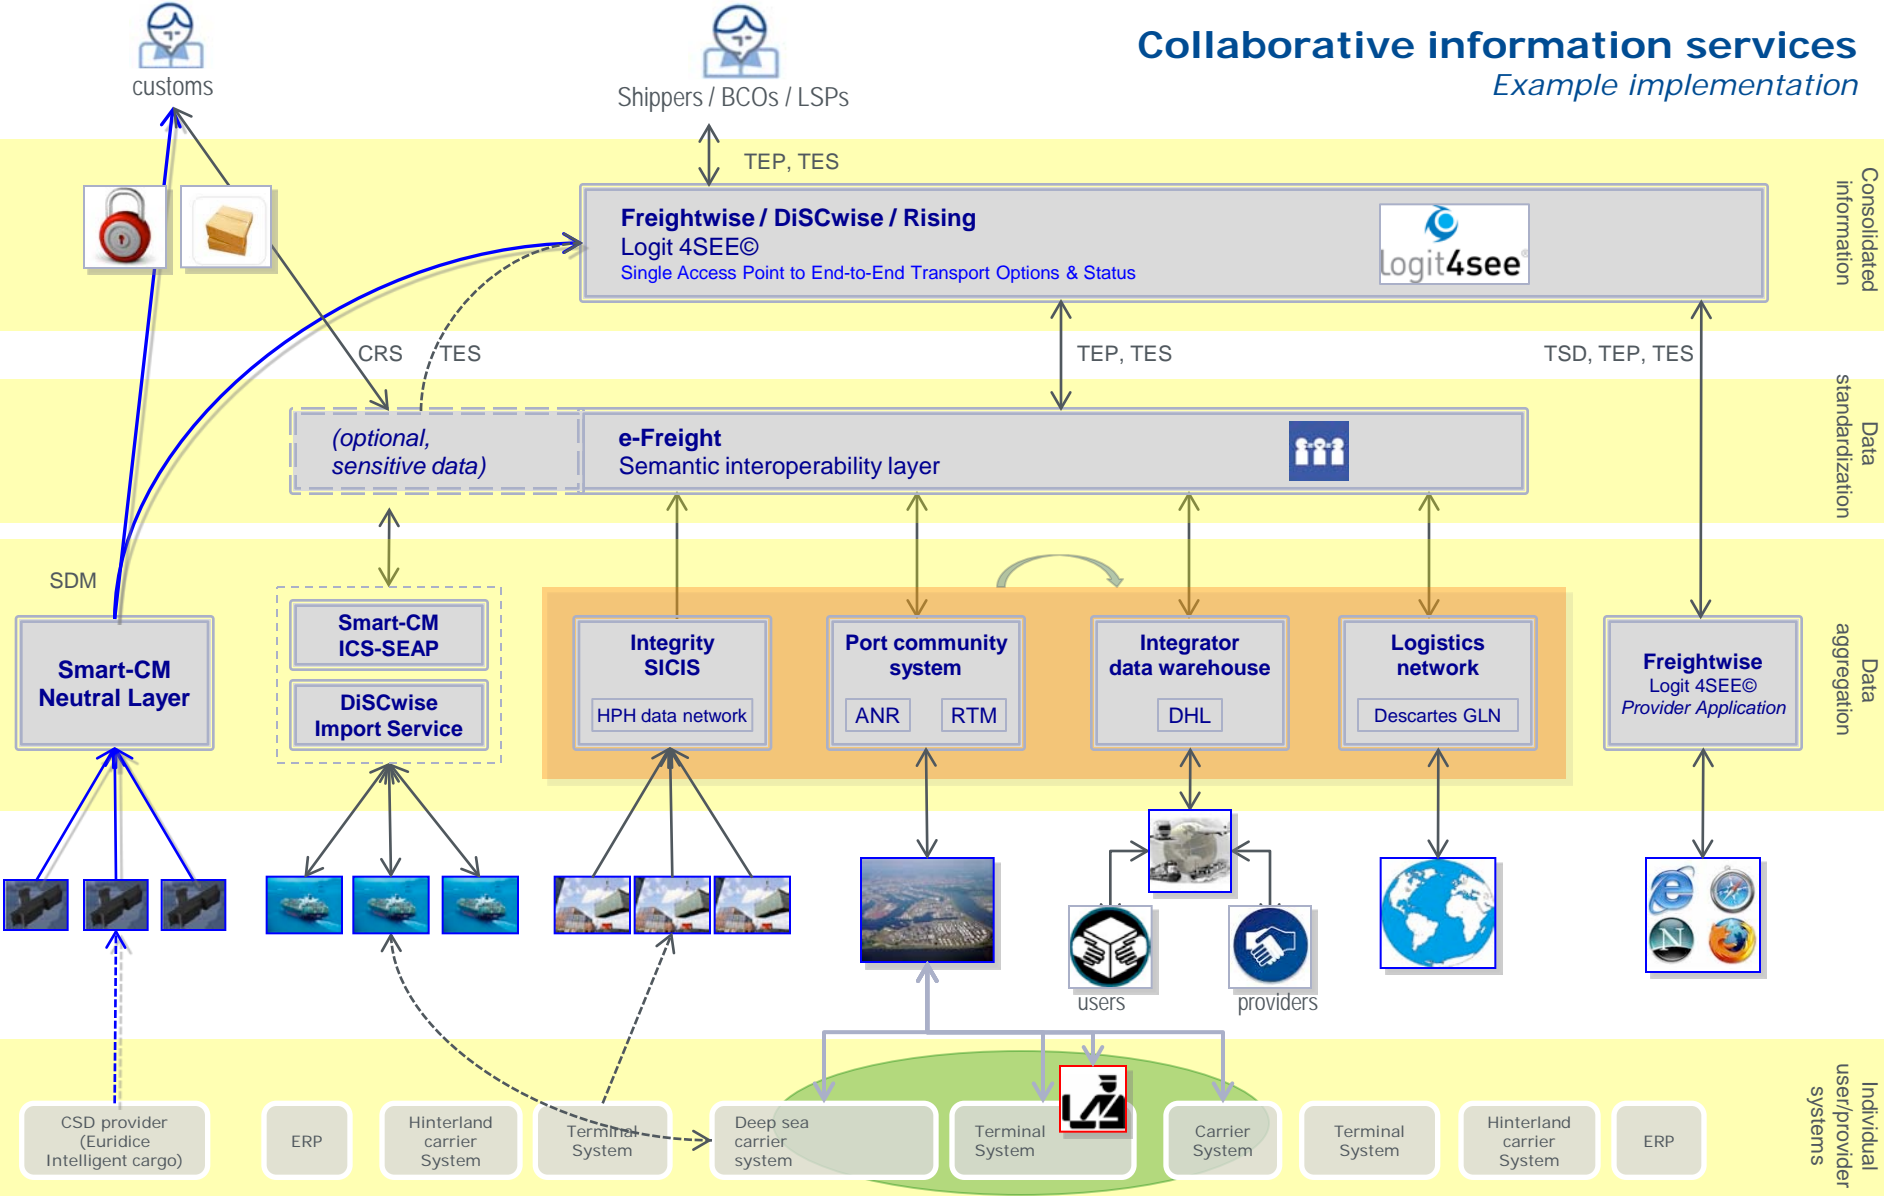 Collaborative information services
Example implementation
customs
Shippers / BCOs / LSPs
TEP, TES
Consolidated
information
Freightwise / DiSCwise / Rising
Logit 4SEE©
Single Access Point to End-to-End Transport Options & Status
Logit4see®
CRS
TES
TEP, TES
TSD, TEP, TES
Data
standardization
(optional,
sensitive data)
e-Freight
Semantic interoperability layer
SDM
Data
aggregation
Smart-CM
Neutral Layer
Smart-CM
ICS-SEAP
DiSCwise
Import Service
Integrity
SICIS
HPH data network
Port community
system
ANR
RTM
Integrator
data warehouse
DHL
Logistics
network
Descartes GLN
Freightwise
Logit 4SEE©
Provider Application
N
users
providers
Individual
user/provider
systems
CSD provider
(Euridice
Intelligent cargo)
ERP
Hinterland
carrier
System
Terminal
System
Deep sea
carrier
system
Terminal
System
Carrier
System
Terminal
System
Hinterland
carrier
System
ERP